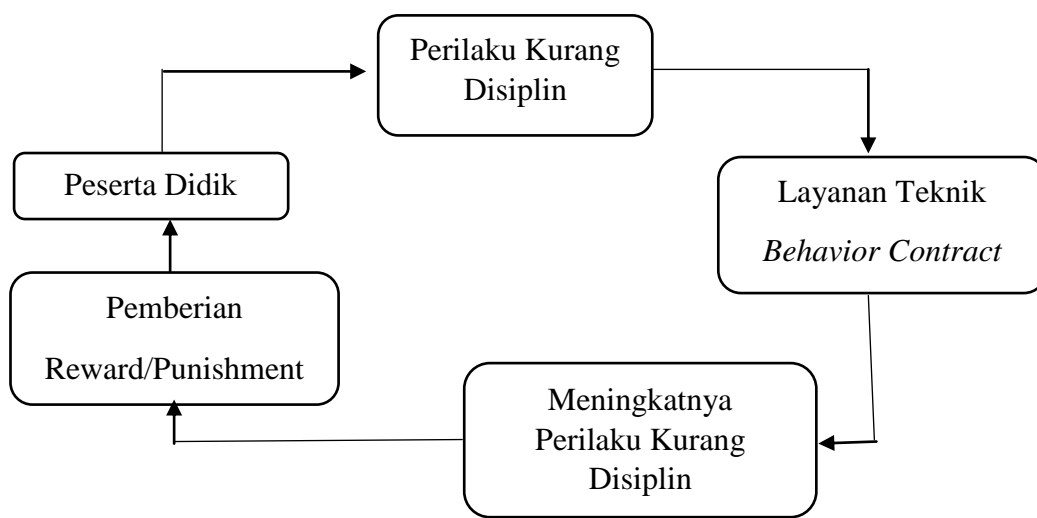 Perilaku Kurang
Disiplin
Peserta Didik
Layanan Teknik
Behavior Contract
Pemberian
Reward/Punishment
Meningkatnya
Perilaku Kurang
Disiplin